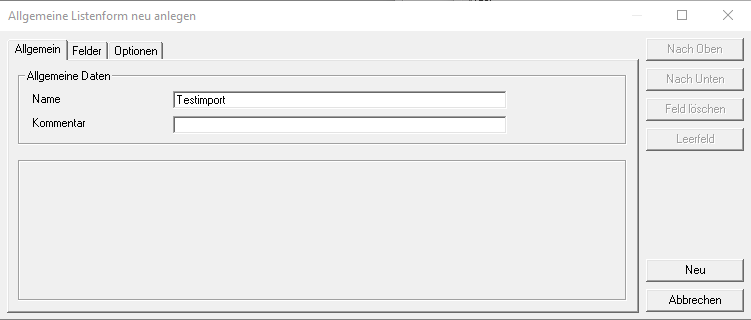 Allgemeine Listenform neu anlegen
Allgemein Felder Optionen
Allgemeine Daten
Name Testimport
Kommentar
Nach Oben
Nach Unten
Feld löschen
Leerfeld
Neu
Abbrechen